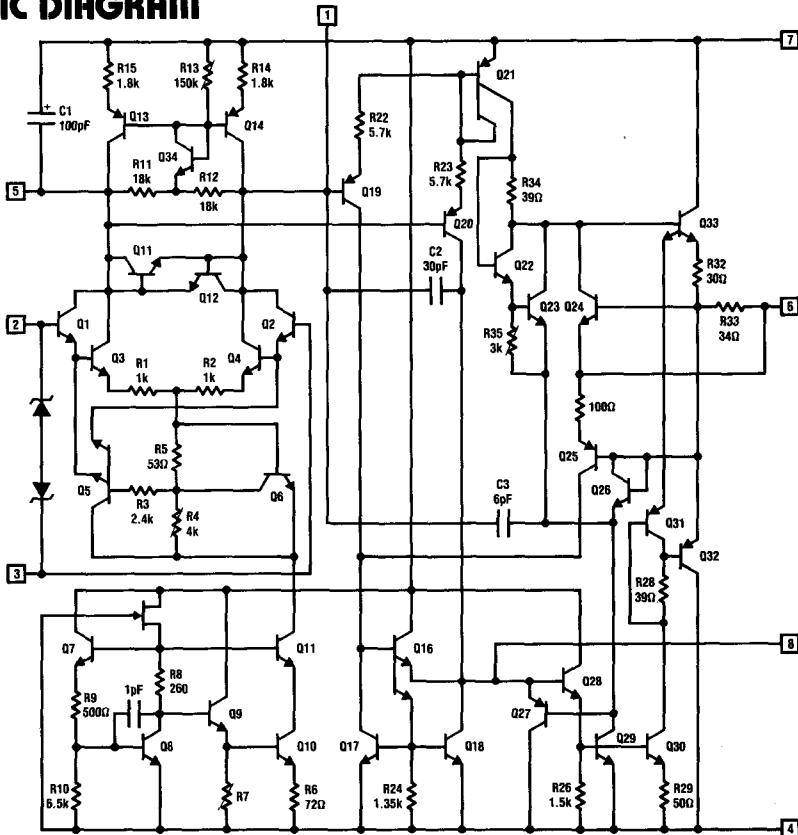 IC DIAGRAM
1
7
R15
1.8k
R13
150k
R14
1.8k
Q21
+ C1
100pF
Q13
Q14
R22
5.7k
Q34
R11
18k
R12
18k
R23
5.7k
R34
39Ω
5
Q19
Q20
Q33
Q11
Q12
C2
30pF
Q22
R32
30Ω
2
Q1
Q2
Q23
Q24
6
R33
34Ω
Q3
Q4
R35
3k
R1
1k
R2
1k
100Ω
R5
53Ω
Q25
Q5
Q6
C3
6pF
Q26
R3
2.4k
R4
4k
Q31
Q32
3
R28
39Ω
Q7
Q11
Q16
8
R8
260
Q28
R9
500Ω
1pF
Q9
Q27
Q8
Q10
Q17
Q18
Q29
Q30
R10
6.5k
R7
R6
72Ω
R24
1.35k
R26
1.5k
R29
50Ω
4